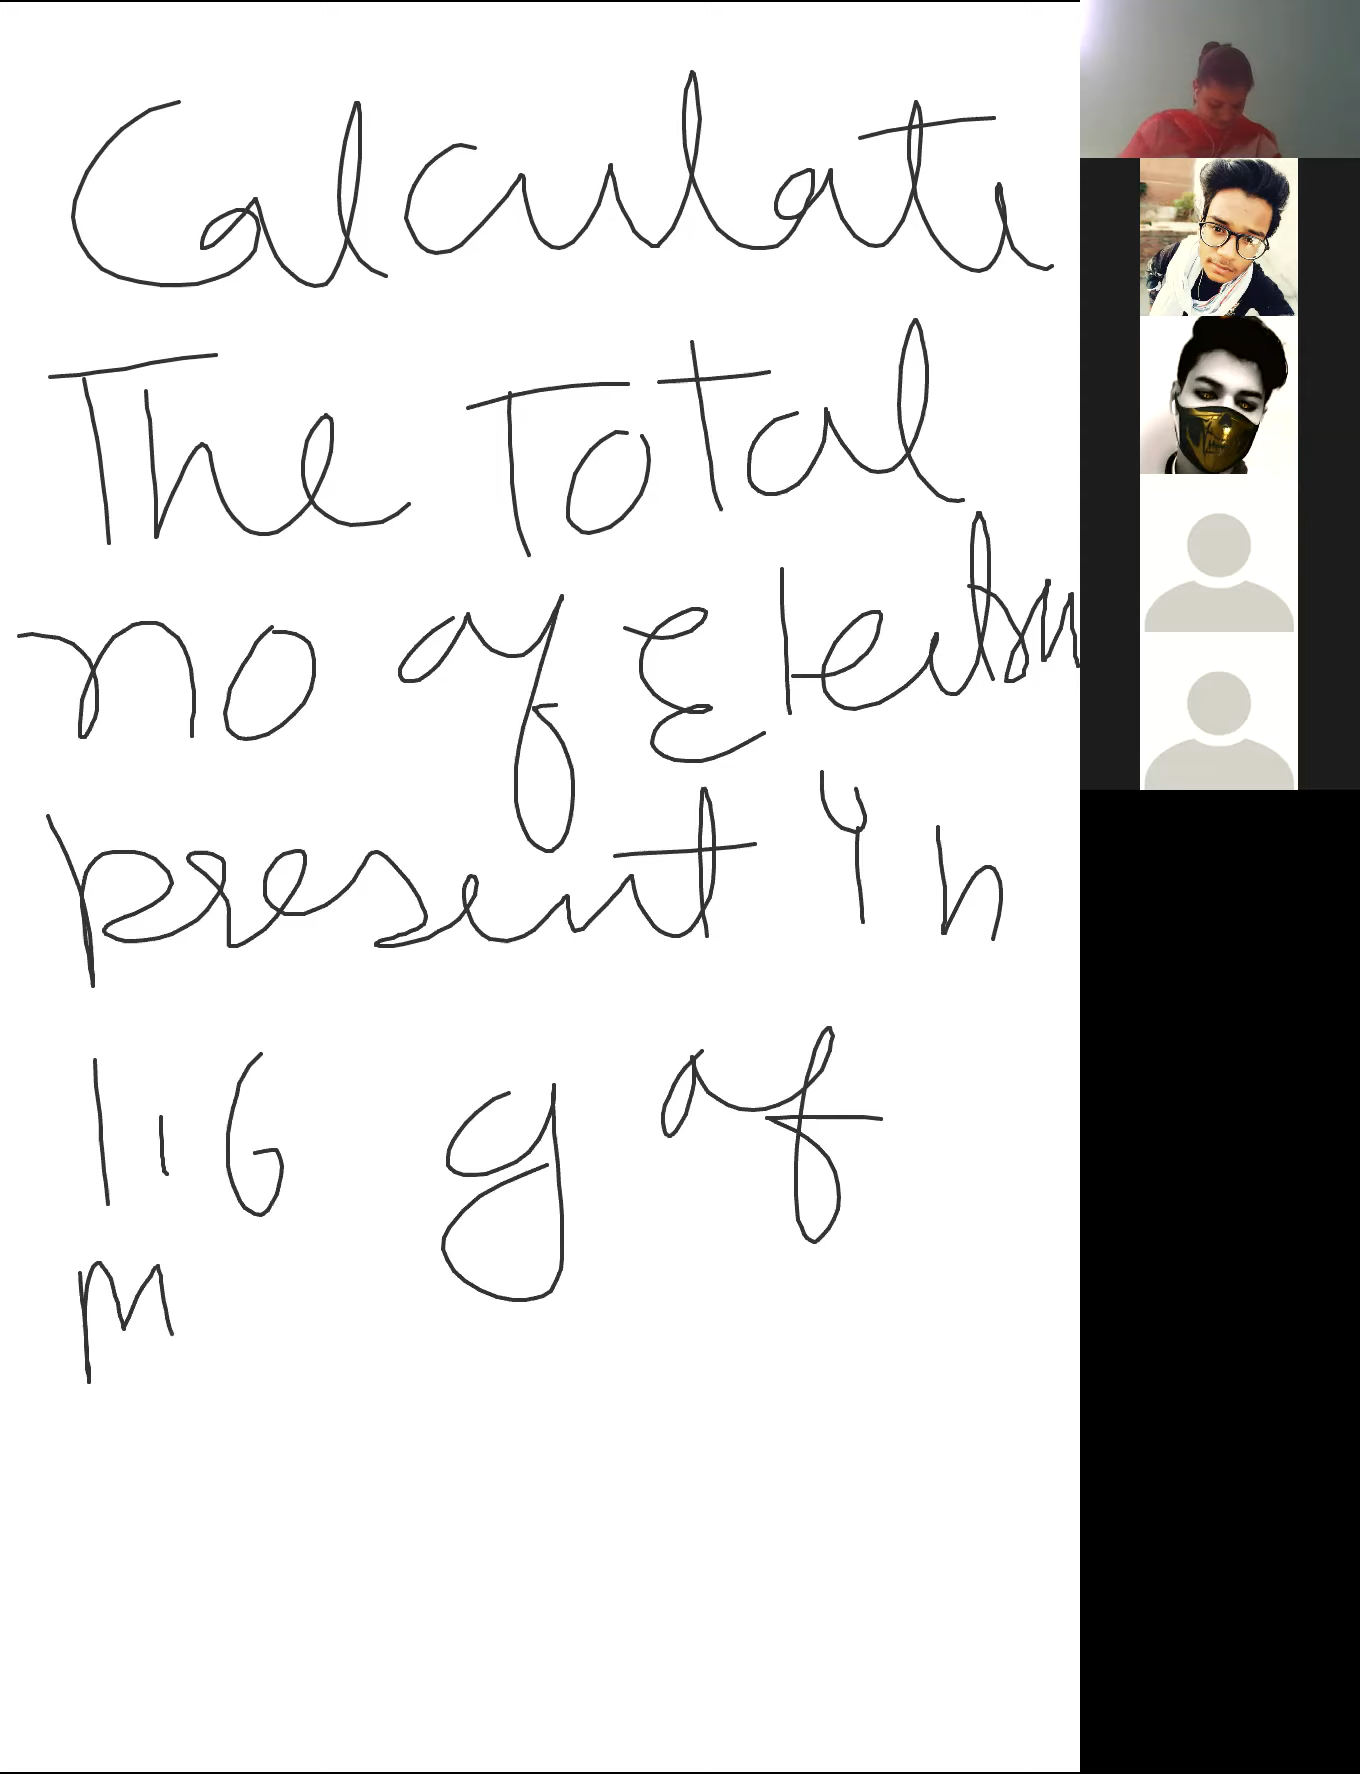 Calculate
The Total
no of Electron
present in
1.6 g of
M